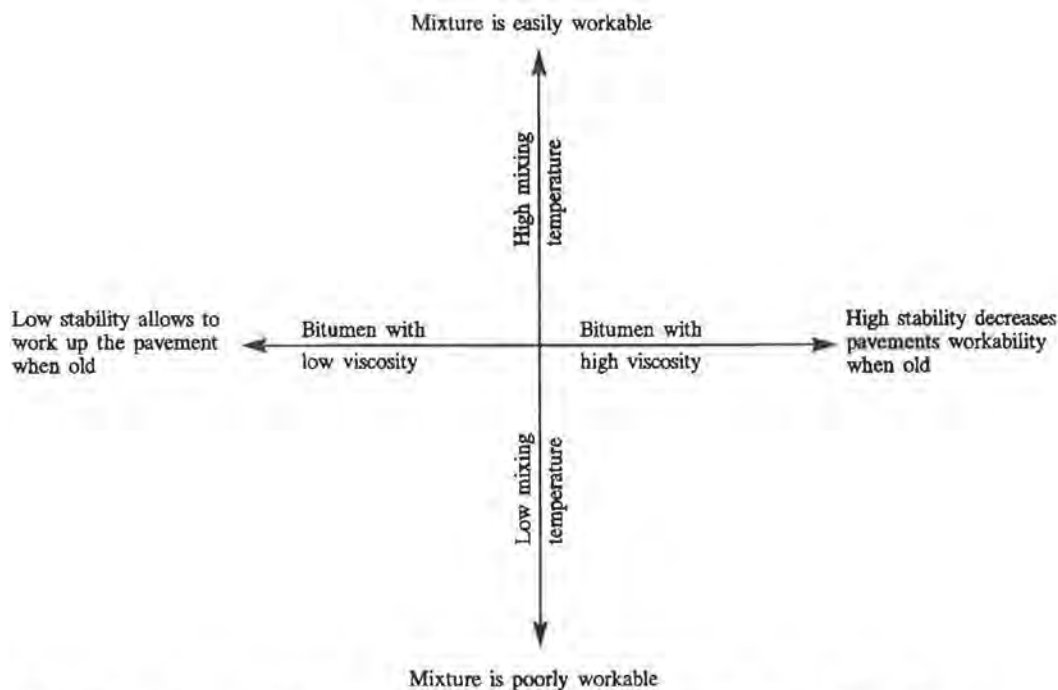 Mixture is easily workable
High mixing
temperature
Low stability allows to
work up the pavement
when old
Bitumen with
low viscosity
Bitumen with
high viscosity
High stability decreases
pavements workability
when old
Low mixing
temperature
Mixture is poorly workable